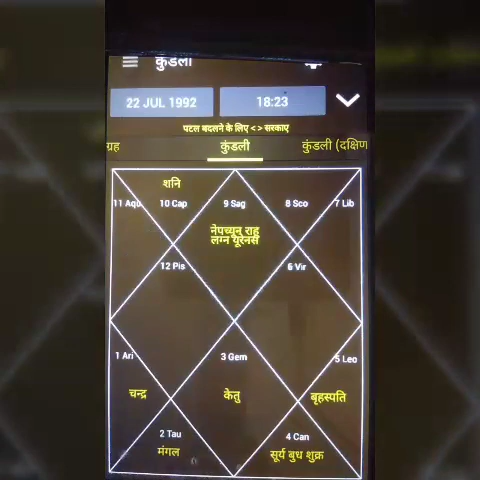 कुंडली
22 JUL 1992 18:23
पटल बदलने के लिए < > सरकाए
ग्रह कुंडली कुंडली (दक्षिण
शनि
11 Aqu 10 Cap 9 Sag 8 Sco 7 Lib
नेपच्यून राहू
लग्न यूरेनस
12 Pis 6 Vir
1 Ari 3 Gem 5 Leo
चन्द्र केतु बृहस्पति
2 Tau 4 Can
मंगल सूर्य बुध शुक्र